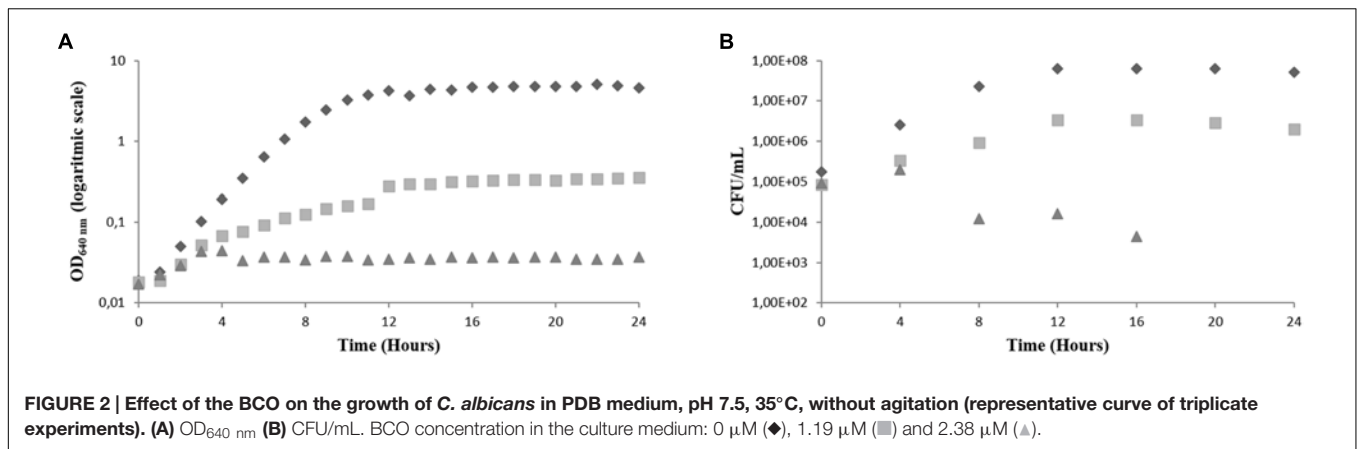 A
OD640 nm (logaritmic scale)
10
1
0,1
0,01
0 4 8 12 16 20 24
Time (Hours)
B
CFU/mL
1,00E+08
1,00E+07
1,00E+06
1,00E+05
1,00E+04
1,00E+03
1,00E+02
0 4 8 12 16 20 24
Time (Hours)
FIGURE 2 | Effect of the BCO on the growth of C. albicans in PDB medium, pH 7.5, 35°C, without agitation (representative curve of triplicate
experiments). (A) OD640 nm (B) CFU/mL. BCO concentration in the culture medium: 0 μM (◆), 1.19 μM (■) and 2.38 μM (▲).